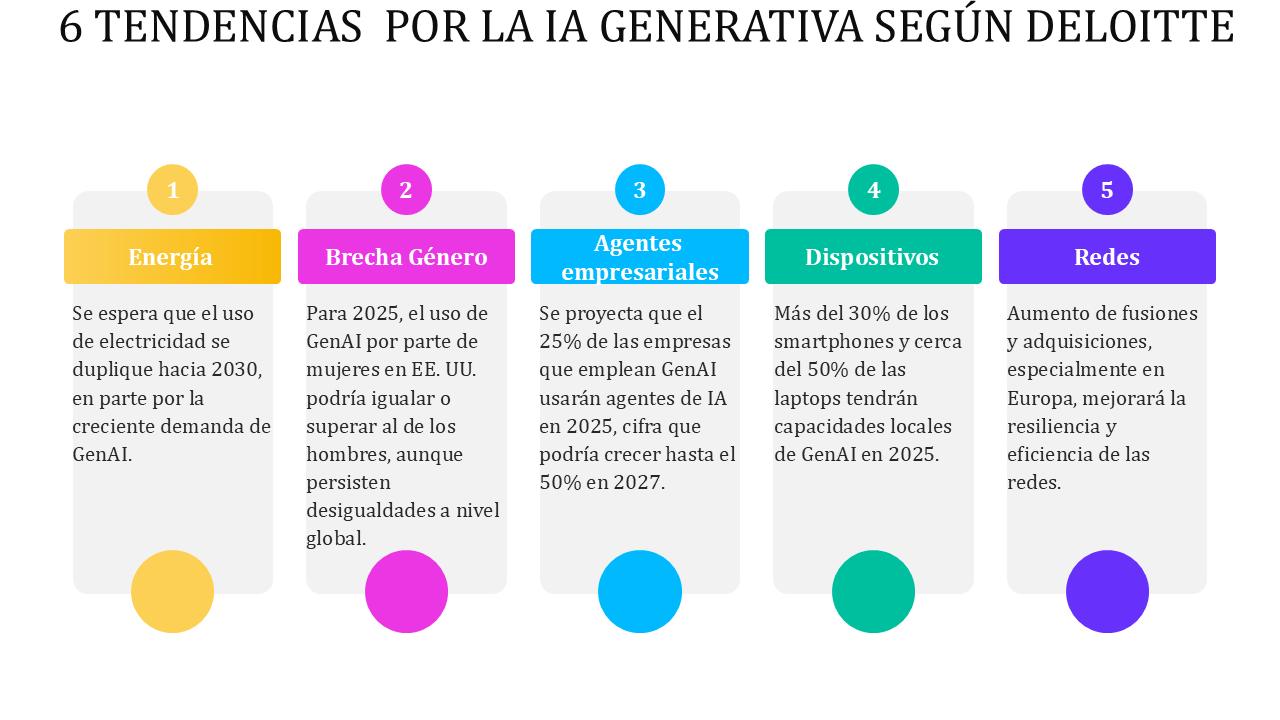 6 TENDENCIAS  POR LA IA GENERATIVA SEGÚN DELOITTE
1
Energía
Se espera que el uso
de electricidad se
duplique hacia 2030,
en parte por la
creciente demanda de
GenAI.
2
Brecha Género
Para 2025, el uso de
GenAI por parte de
mujeres en EE. UU.
podría igualar o
superar al de los
hombres, aunque
persisten
desigualdades a nivel
global.
3
Agentes
empresariales
Se proyecta que el
25% de las empresas
que emplean GenAI
usarán agentes de IA
en 2025, cifra que
podría crecer hasta el
50% en 2027.
4
Dispositivos
Más del 30% de los
smartphones y cerca
del 50% de las
laptops tendrán
capacidades locales
de GenAI en 2025.
5
Redes
Aumento de fusiones
y adquisiciones,
especialmente en
Europa, mejorará la
resiliencia y
eficiencia de las
redes.